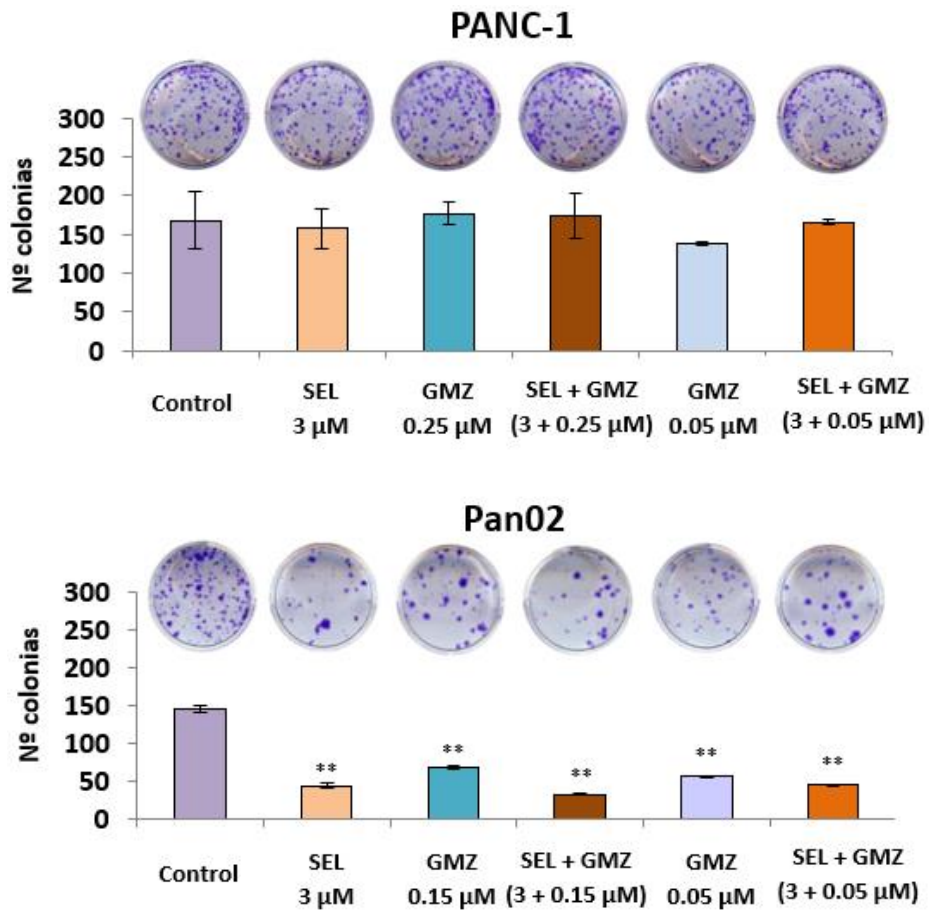 PANC-1
300
250
200
150
100
50
0
Nº colonias
Control
SEL
3 µM
GMZ
0.25 µM
SEL + GMZ
(3 + 0.25 µM)
GMZ
0.05 µM
SEL + GMZ
(3 + 0.05 µM)
Pan02
300
250
200
150
100
50
0
Nº colonias
**
**
**
**
**
Control
SEL
3 µM
GMZ
0.15 µM
SEL + GMZ
(3 + 0.15 µM)
GMZ
0.05 µM
SEL + GMZ
(3 + 0.05 µM)